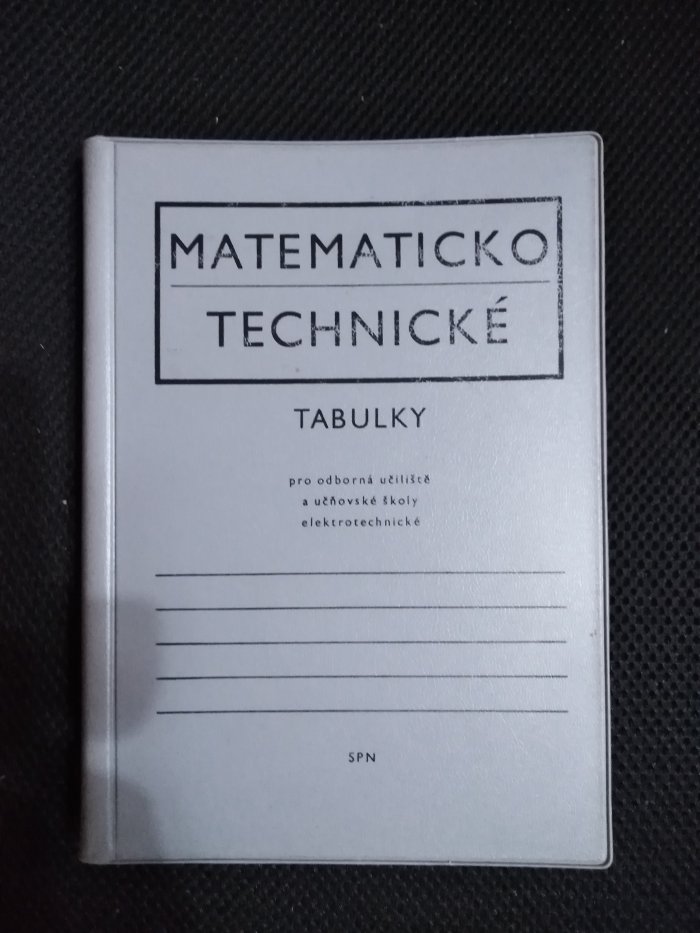 MATEMATICKO
TECHNICKÉ
TABULKY
pro odborná učiliště
a učňovské školy
elektrotechnické
SPN